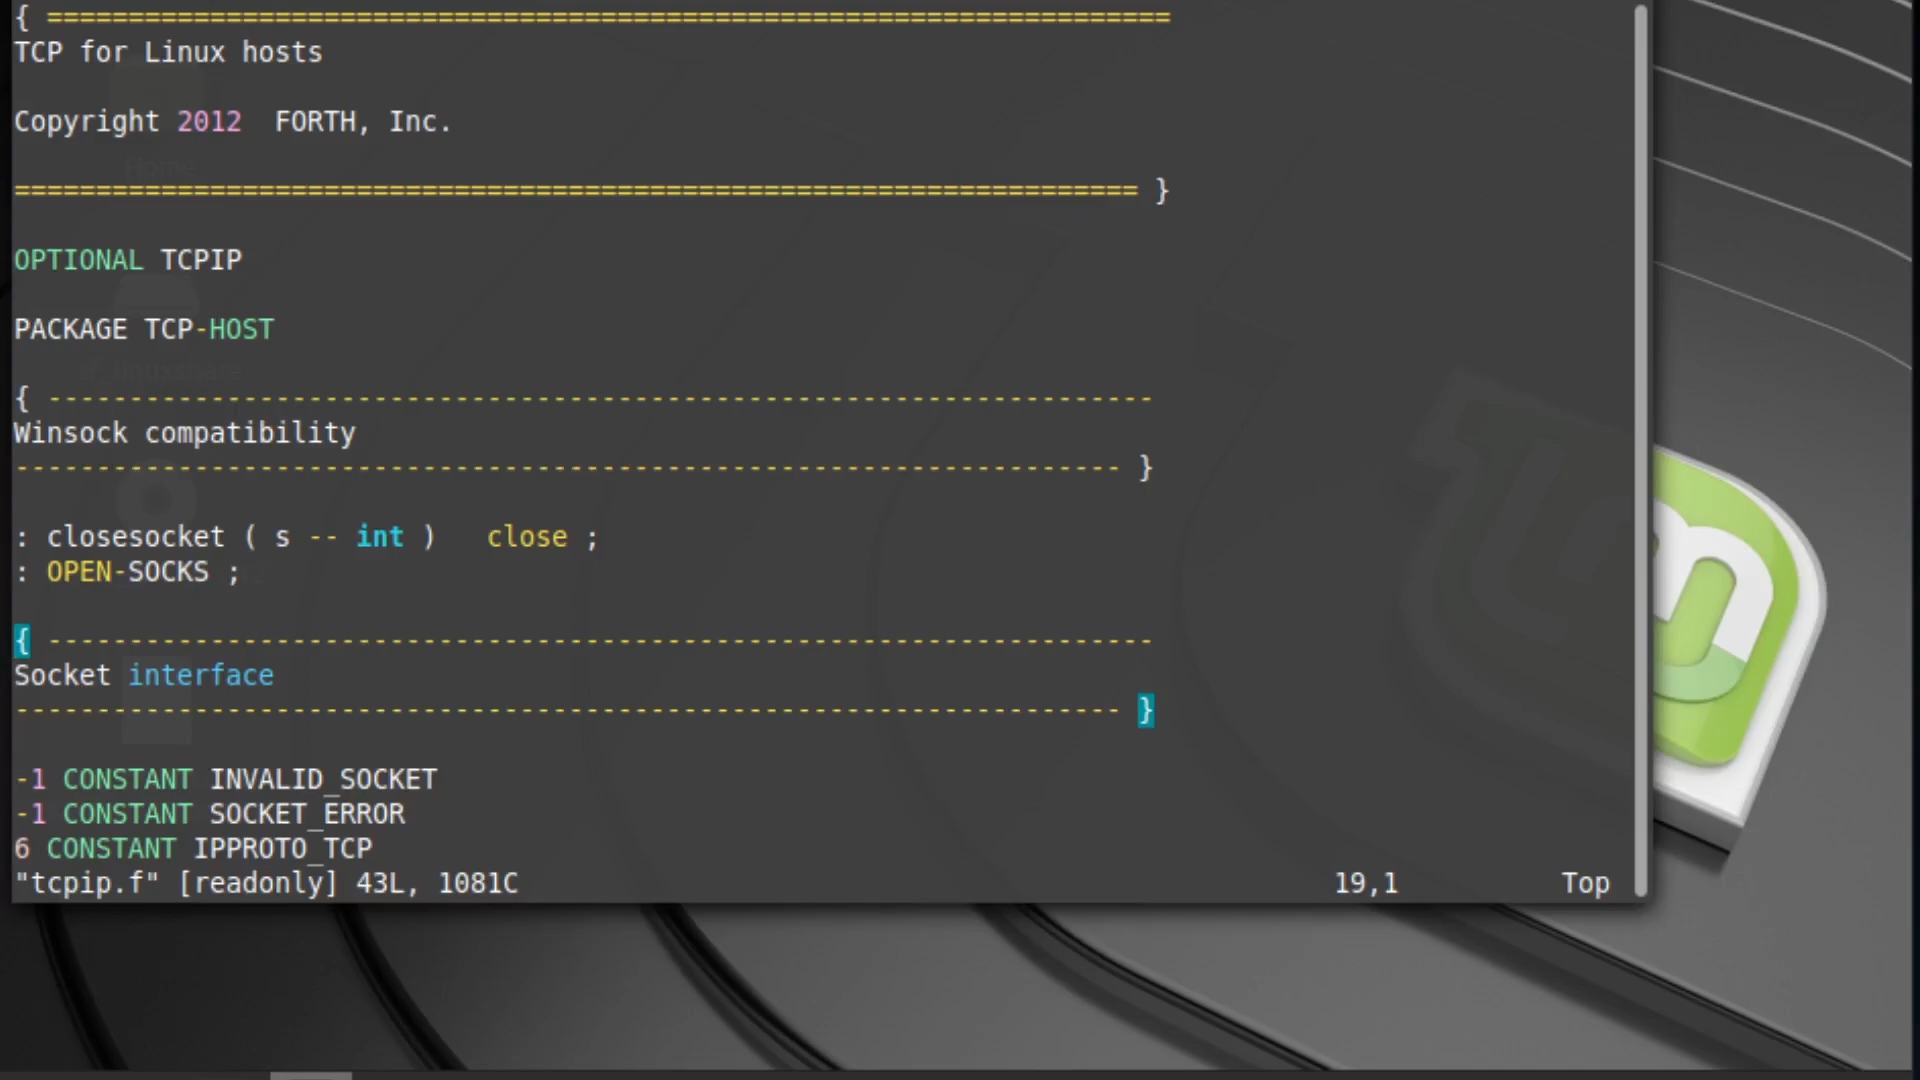 { =====================================================================
TCP for Linux hosts
Copyright 2012  FORTH, Inc.
===================================================================== }
OPTIONAL TCPIP
PACKAGE TCP-HOST
{ --------------------------------------------------------------------
Winsock compatibility
-------------------------------------------------------------------- }
: closesocket ( s -- int )   close ;
: OPEN-SOCKS ;
{ --------------------------------------------------------------------
Socket interface
-------------------------------------------------------------------- }
-1 CONSTANT INVALID_SOCKET
-1 CONSTANT SOCKET_ERROR
6 CONSTANT IPPROTO_TCP
"tcpip.f" [readonly] 43L, 1081C 19,1 Top